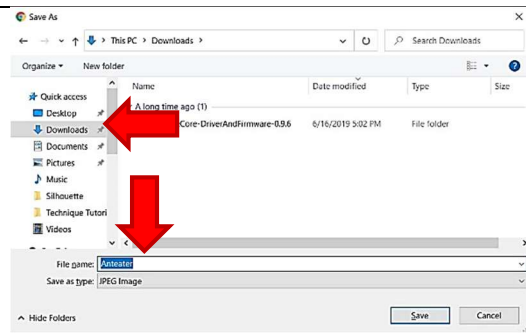 Save As
This PC > Downloads >
Search Downloads
Organize
New folder
Name
Date modified
Type
Size
Quick access
A long time ago (1)
Desktop
Downloads
Core-DriverAndFirmware-0.9.6
6/16/2019 5:02 PM
File folder
Documents
Pictures
Music
Silhouette
Technique Tutori
Videos
File name: Anteater
Save as type: JPEG Image
Hide Folders
Save
Cancel